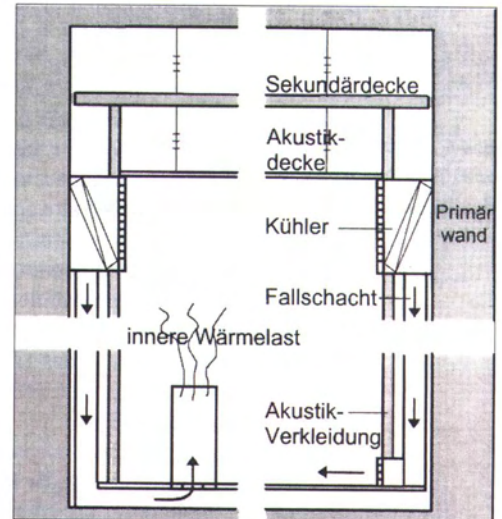 Sekundärdecke
Akustik-
decke
Kühler
Primär
wand
Fallschacht
innere Wärmelast
Akustik-
Verkleidung